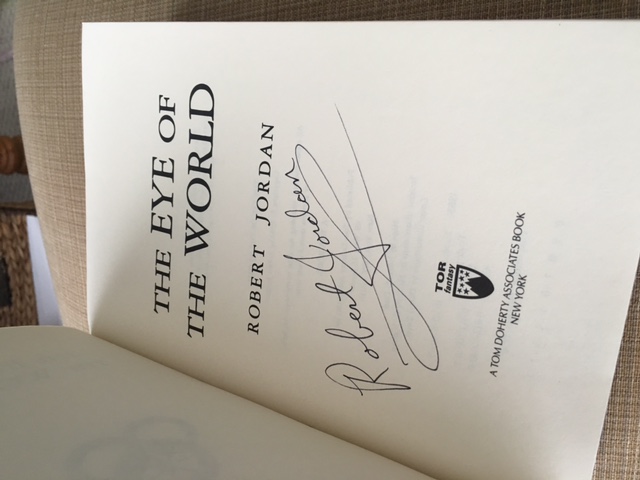 THE EYE OF
THE WORLD
ROBERT JORDAN
Robert Jordan
TOR
fantasy
A TOM DOHERTY ASSOCIATES BOOK
NEW YORK